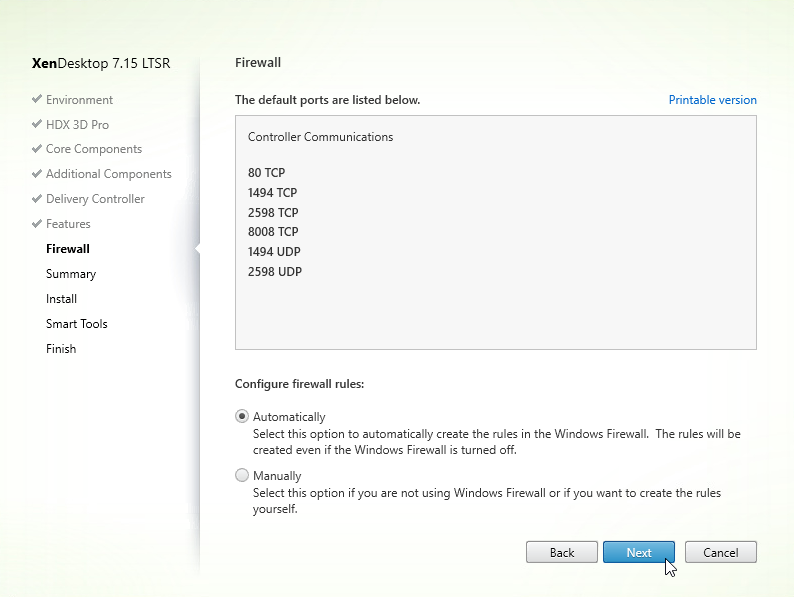 XenDesktop 7.15 LTSR
Environment
HDX 3D Pro
Core Components
Additional Components
Delivery Controller
Features
Firewall
Summary
Install
Smart Tools
Finish
Firewall
The default ports are listed below.
Printable version
Controller Communications
80 TCP
1494 TCP
2598 TCP
8008 TCP
1494 UDP
2598 UDP
Configure firewall rules:
Automatically
Select this option to automatically create the rules in the Windows Firewall.  The rules will be
created even if the Windows Firewall is turned off.
Manually
Select this option if you are not using Windows Firewall or if you want to create the rules
yourself.
Back
Next
Cancel